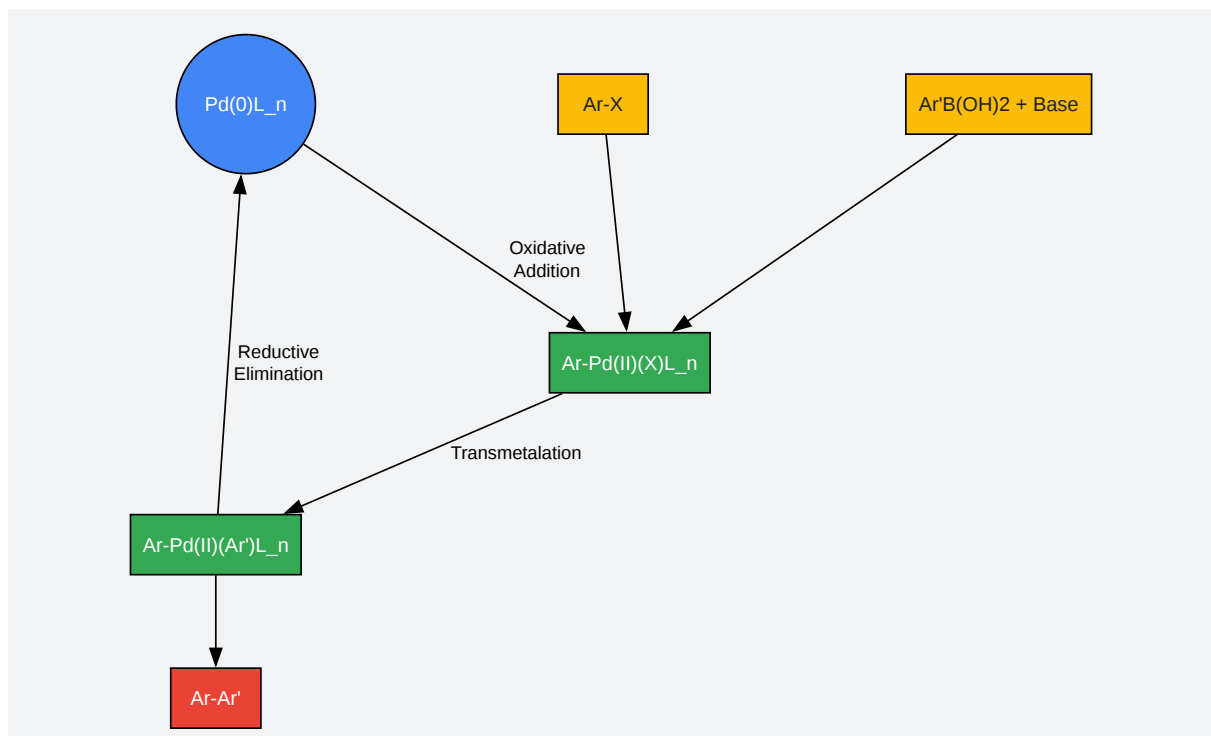 Pd(0)L_n
Ar-X
Ar'B(OH)2 + Base
Oxidative
Addition
Reductive
Elimination
Ar-Pd(II)(X)L_n
Transmetalation
Ar-Pd(II)(Ar')L_n
Ar-Ar'